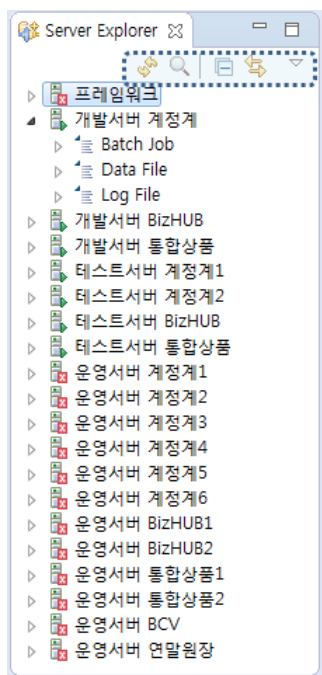 Server Explorer
프레임워크
개발서버 계정계
Batch Job
Data File
Log File
개발서버 BizHUB
개발서버 통합상품
테스트서버 계정계1
테스트서버 계정계2
테스트서버 BizHUB
테스트서버 통합상품
운영서버 계정계1
운영서버 계정계2
운영서버 계정계3
운영서버 계정계4
운영서버 계정계5
운영서버 계정계6
운영서버 BizHUB1
운영서버 BizHUB2
운영서버 통합상품1
운영서버 통합상품2
운영서버 BCV
운영서버 연말원장